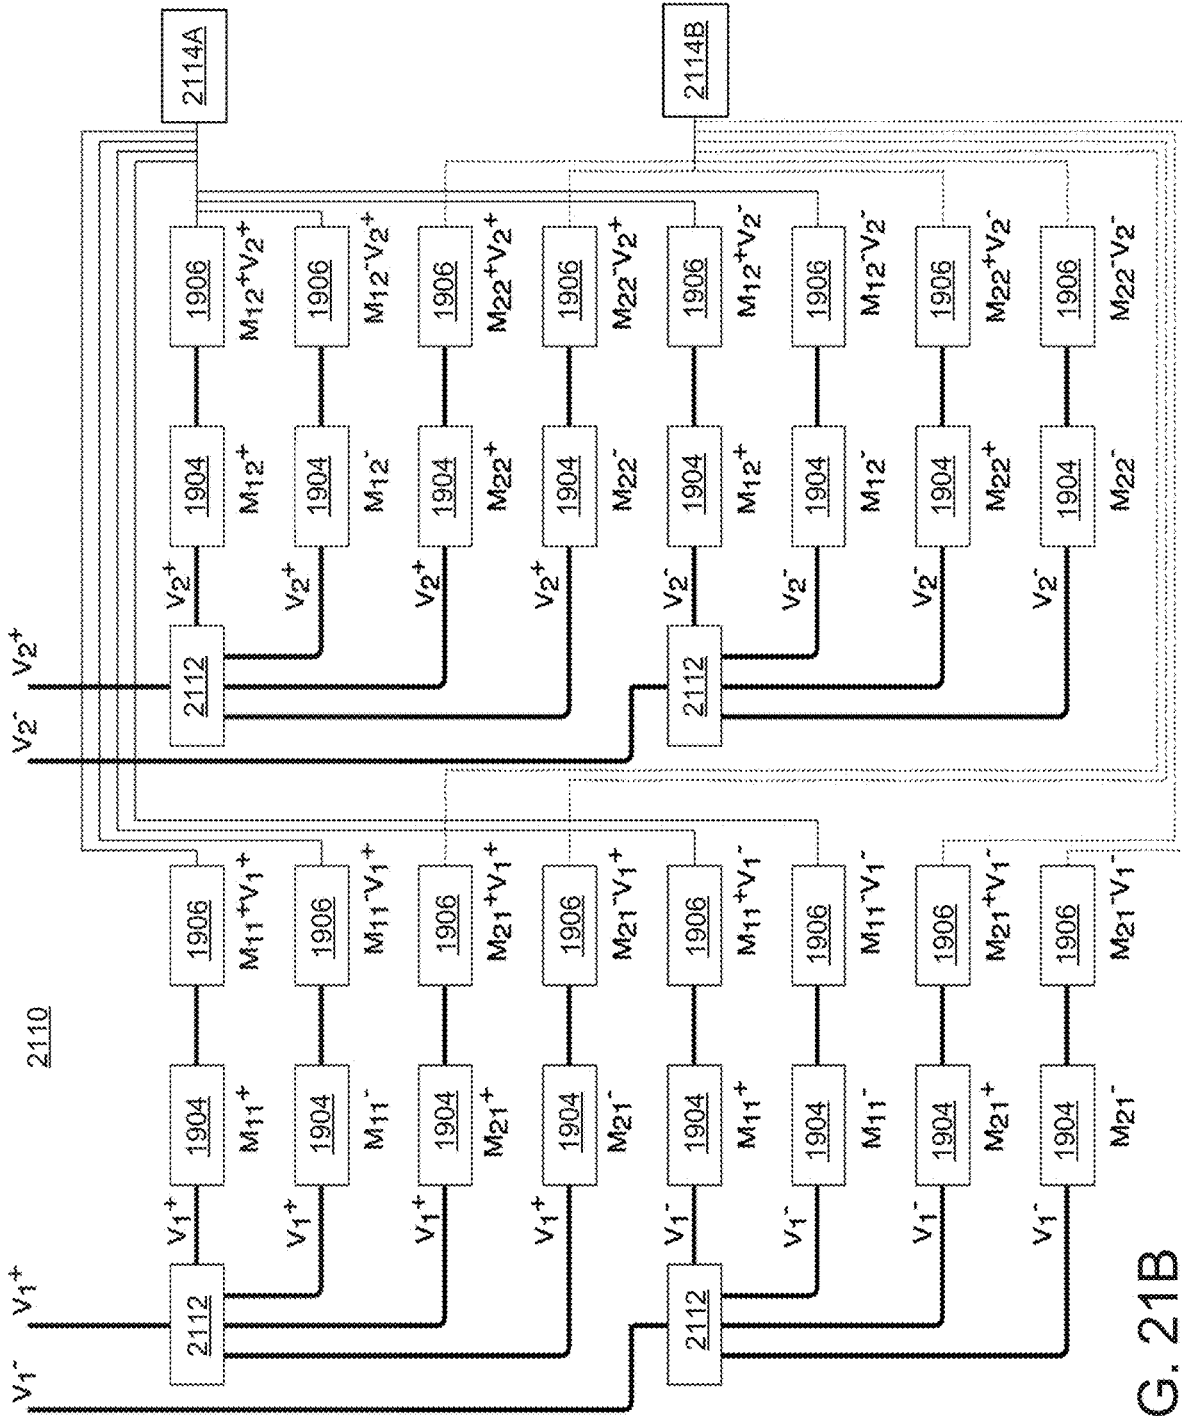 V1- V1+ 2110 V2- V2+
2112 V1+ 1904 1906 2112 V2+ 1904 1906 2114A
M11+ M11+V1+ M12+ M12+V2+
V1+ 1904 1906 V2+ 1904 1906
M11- M11-V1+ M12- M12-V2+
V1+ 1904 1906 V2+ 1904 1906
M21+ M21+V1+ M22+ M22+V2+
V1+ 1904 1906 V2+ 1904 1906
M21- M21-V1+ M22- M22-V2+
2112 V1- 1904 1906 2112 V2- 1904 1906 2114B
M11+ M11+V1- M12+ M12+V2-
V1- 1904 1906 V2- 1904 1906
M11- M11-V1- M12- M12-V2-
V1- 1904 1906 V2- 1904 1906
M21+ M21+V1- M22+ M22+V2-
V1- 1904 1906 V2- 1904 1906
M21- M21-V1- M22- M22-V2-
G. 21B